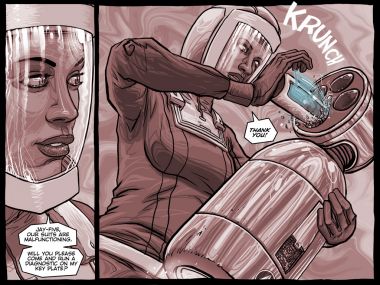 JAY-FIVE,
OUR SUITS ARE
MALFUNCTIONING.
WILL YOU PLEASE
COME AND RUN A
DIAGNOSTIC ON MY
KEY PLATE?
KRUNCH
THANK
YOU!